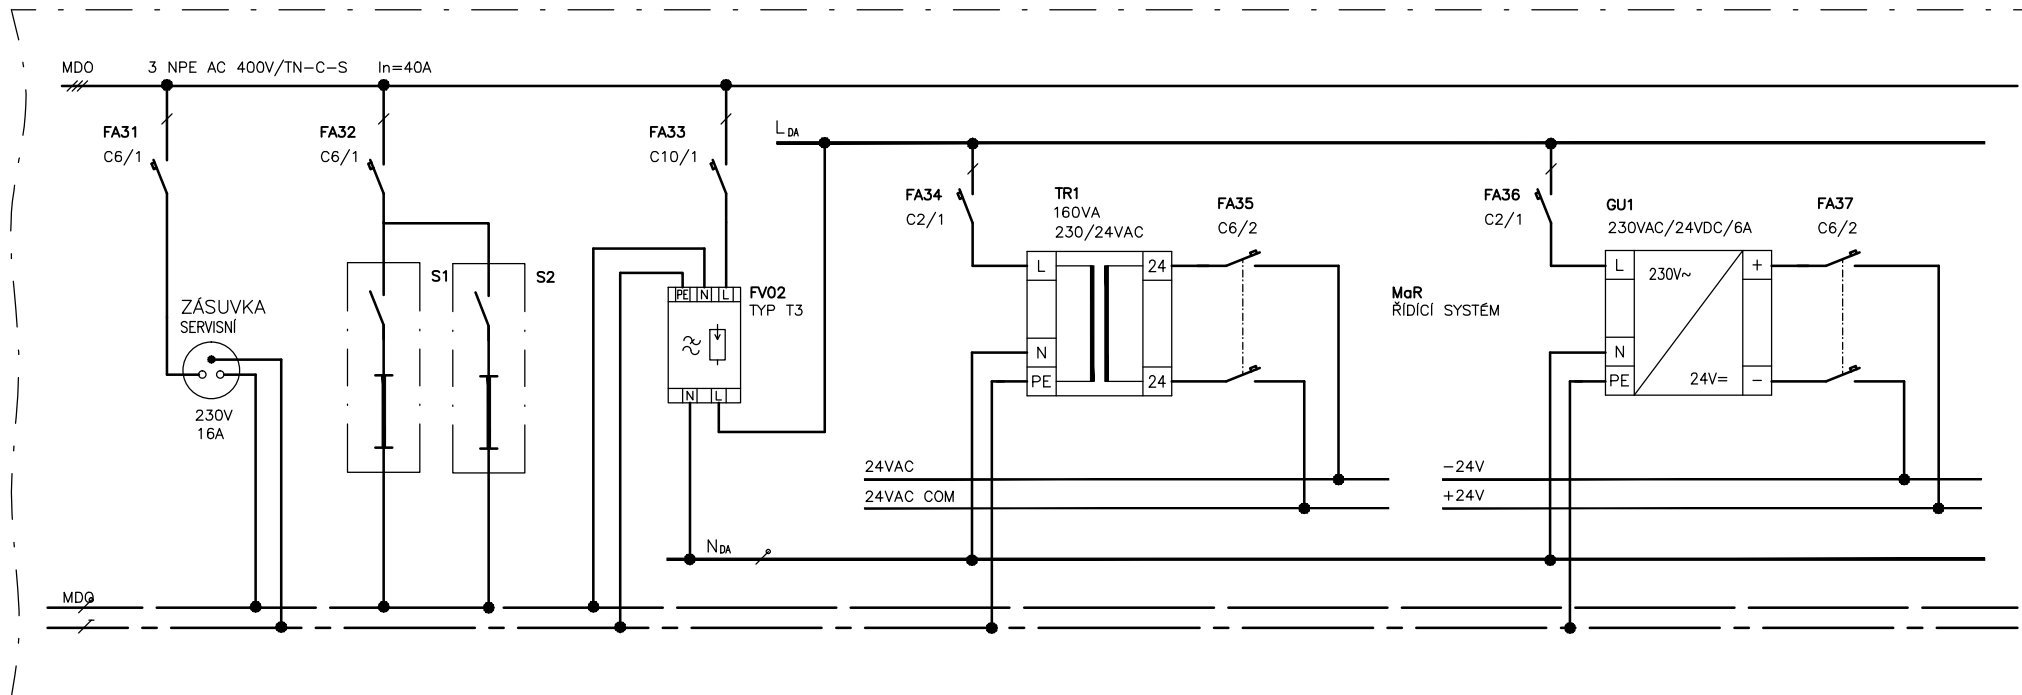 MDO 3 NPE AC 400V/TN-C-S In=40A
FA31
C6/1
FA32
C6/1
FA33
C10/1
LDA
FA34
C2/1
TR1
160VA
230/24VAC
FA35
C6/2
FA36
C2/1
GU1
230VAC/24VDC/6A
FA37
C6/2
S1
S2
ZÁSUVKA
SERVISNÍ
230V
16A
PE N L
FV02
TYP T3
N L
L
N
PE
24
24
MaR
ŘÍDÍCÍ SYSTÉM
L
N
PE
230V~
24V=
+
-
24VAC
24VAC COM
-24V
+24V
NDA
MDO